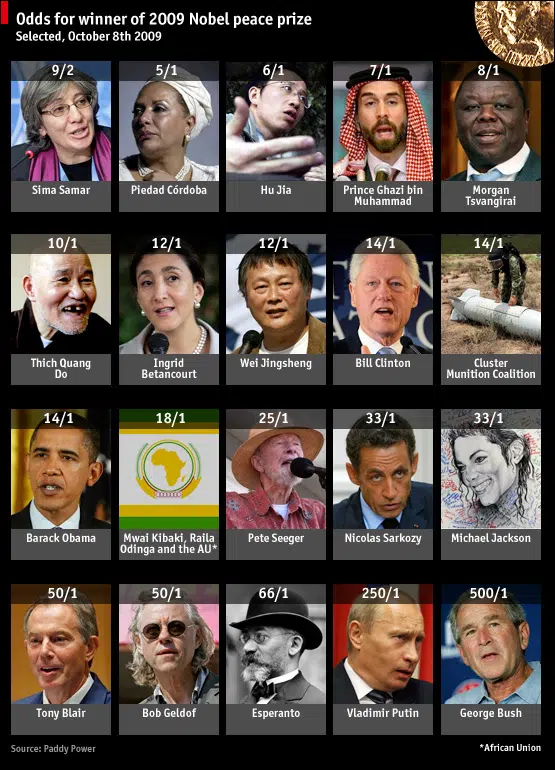 Odds for winner of 2009 Nobel peace prize
Selected, October 8th 2009
9/2
Sima Samar
5/1
Piedad Córdoba
6/1
Hu Jia
7/1
Prince Ghazi bin
Muhammad
8/1
Morgan
Tsvangirai
10/1
Thich Quang
Do
12/1
Ingrid
Betancourt
12/1
Wei Jingsheng
14/1
Bill Clinton
14/1
Cluster
Munition Coalition
14/1
Barack Obama
18/1
Mwai Kibaki, Raila
Odinga and the AU*
25/1
Pete Seeger
33/1
Nicolas Sarkozy
33/1
Michael Jackson
50/1
Tony Blair
50/1
Bob Geldof
66/1
Esperanto
250/1
Vladimir Putin
500/1
George Bush
Source: Paddy Power
*African Union